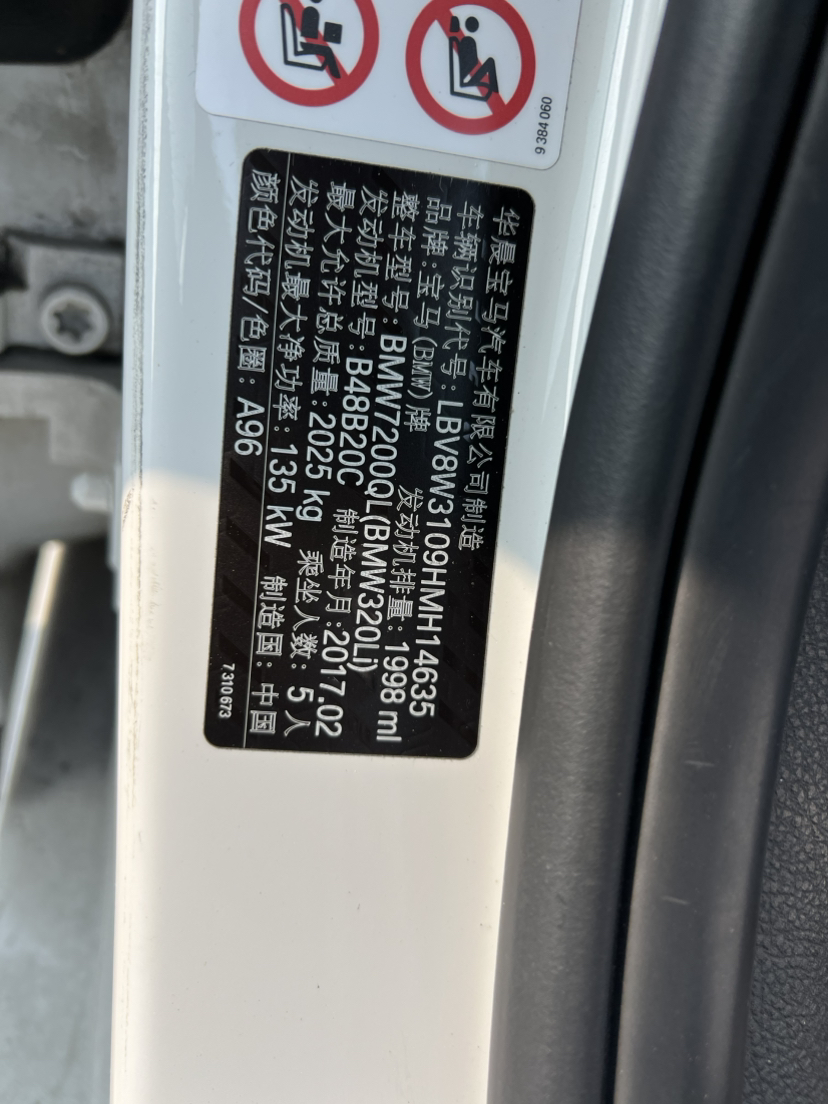 9 384 060
华晨宝马汽车有限公司制造
车辆识别代号:LBV8W3109HMH14635
品牌:宝马(BMW)牌 发动机排量:1998 ml
整车型号:BMW7200QL(BMW320Li)
发动机型号:B48B20C 制造年月:2017.02
最大允许总质量:2025 kg 乘坐人数:5人
发动机最大净功率:135 kW
颜色代码/色圈:A96 制造国:中国
7310673